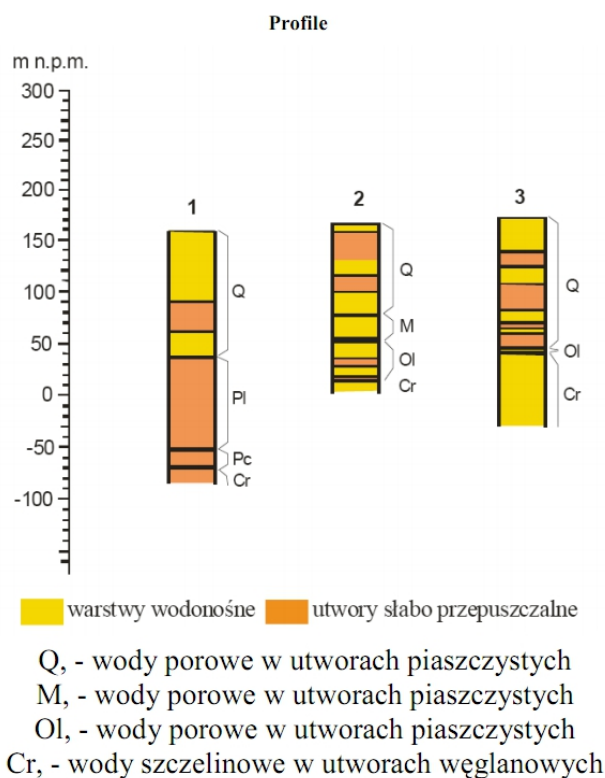 Profile
m n.p.m.
300
250
200
150
100
50
0
-50
-100
1
Q
Pl
Pc
Cr
2
Q
M
Ol
Cr
3
Q
Ol
Cr
warstwy wodonośne
utwory słabo przepuszczalne
Q, - wody porowe w utworach piaszczystych
M, - wody porowe w utworach piaszczystych
Ol, - wody porowe w utworach piaszczystych
Cr, - wody szczelinowe w utworach węglanowych